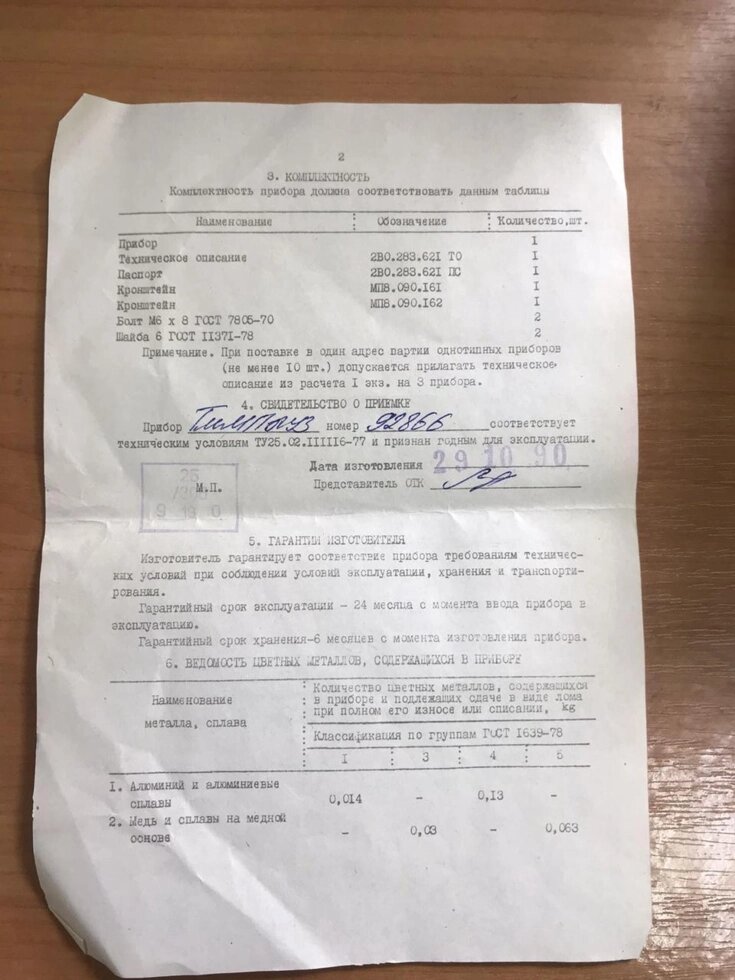 2
3. КОМПЛЕКТНОСТЬ
Комплектность прибора должна соответствовать данным таблицы
Наименование : Обозначение : Количество,шт.
Прибор I
Техническое описание 2В0.283.62I ТО I
Паспорт 2В0.283.62I ПС I
Кронштейн МП8.090.I6I I
Кронштейн МП8.090.I62 I
Болт М6 х 8 ГОСТ 7805-70 2
Шайба 6 ГОСТ II37I-78 2
Примечание. При поставке в один адрес партии однотипных приборов
(не менее I0 шт.) допускается прилагать техническое
описание из расчета I экз. на 3 прибора.
4. СВИДЕТЕЛЬСТВО О ПРИЕМКЕ
Прибор номер 92866 соответствует
техническим условиям ТУ25.02.IIIII6-77 и признан годным для эксплуатации.
Дата изготовления 29 10 90
М.П. Представитель ОТК
25
5. ГАРАНТИИ ИЗГОТОВИТЕЛЯ
Изготовитель гарантирует соответствие прибора требованиям техничес-
ких условий при соблюдении условий эксплуатации, хранения и транспорти-
рования.
Гарантийный срок эксплуатации - 24 месяца с момента ввода прибора в
эксплуатацию.
Гарантийный срок хранения-6 месяцев с момента изготовления прибора.
6. ВЕДОМОСТЬ ЦВЕТНЫХ МЕТАЛЛОВ, СОДЕРЖАЩИХСЯ В ПРИБОРЕ
Наименование
металла, сплава
Количество цветных металлов, содержащихся
в приборе и подлежащих сдаче в виде лома
при полном его износе или списании, kg
Классификация по группам ГОСТ I639-78
I : 3 : 4 : 5
I. Алюминий и алюминиевые
сплавы 0,0I4 - 0,I3 -
2. Медь и сплавы на медной
основе - 0,03 - 0,063